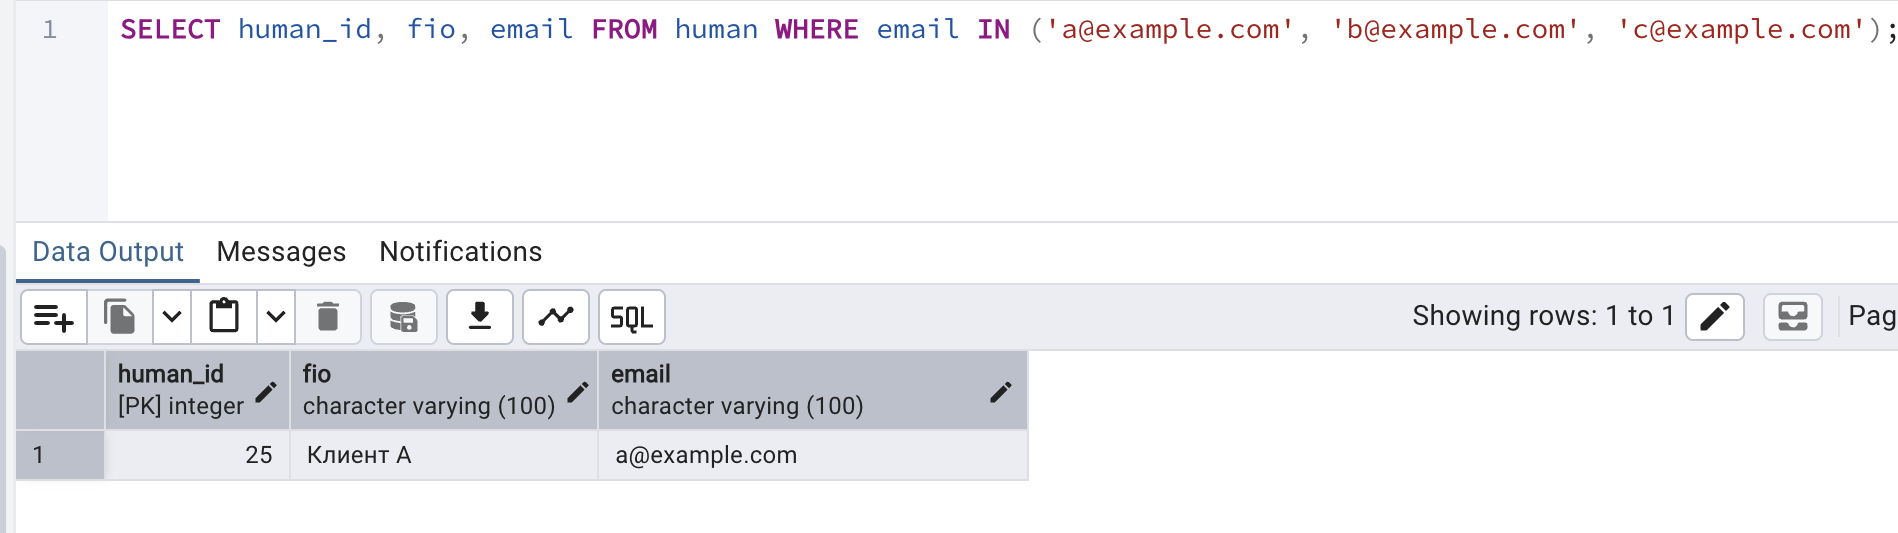 1 SELECT human_id, fio, email FROM human WHERE email IN ('a@example.com', 'b@example.com', 'c@example.com');
Data Output Messages Notifications
SQL Showing rows: 1 to 1
human_id fio email
[PK] integer character varying (100) character varying (100)
1 25 Клиент А a@example.com